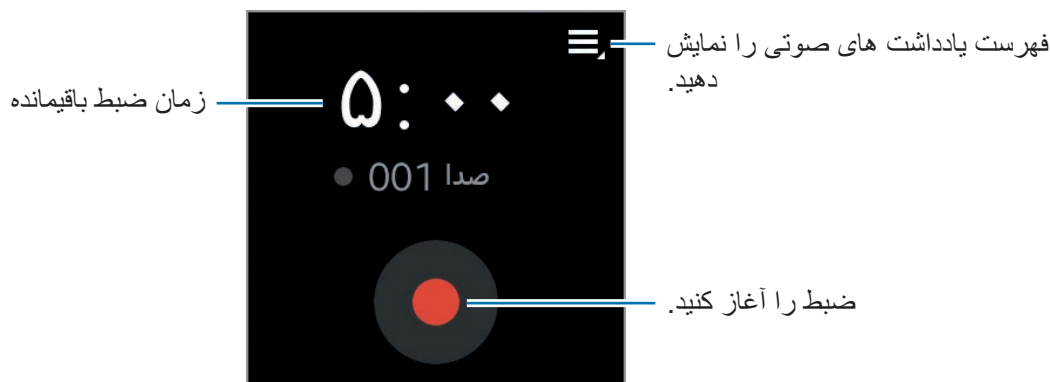 فهرست یادداشت های صوتی را نمایش
دهید.
۵:۰۰
زمان ضبط باقیمانده
صدا 001
ضبط را آغاز کنید.